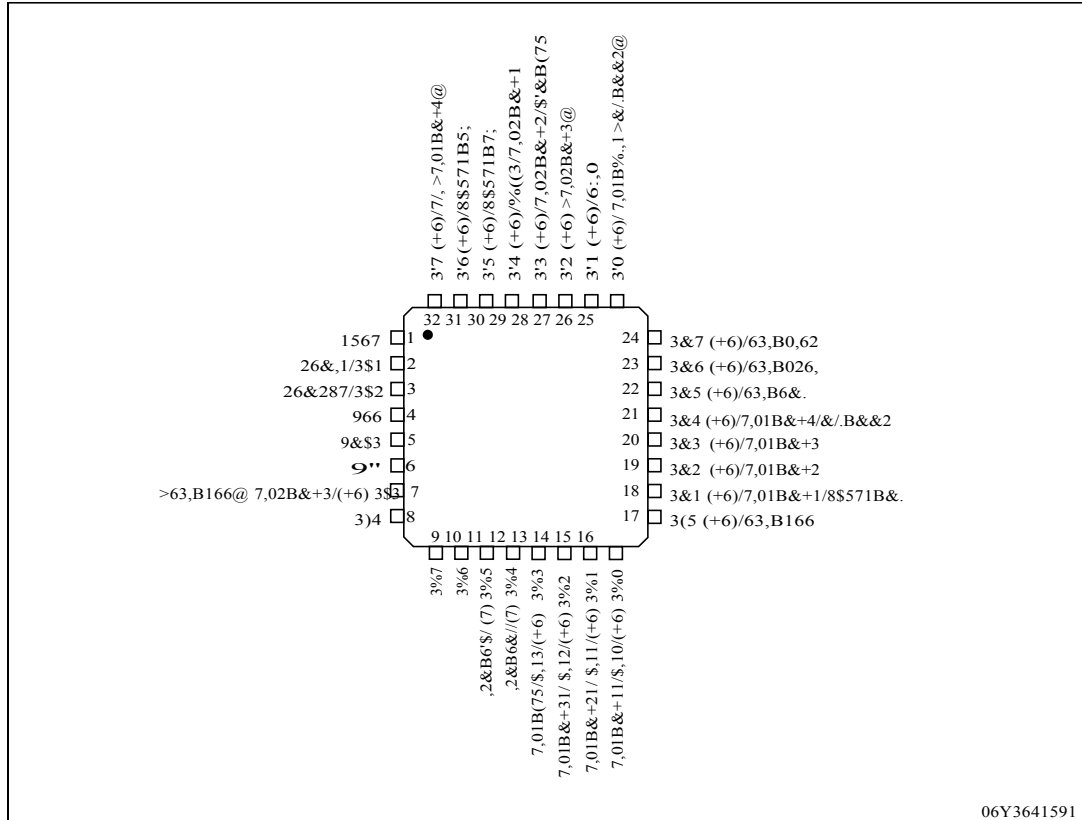 3'7 (+6)/7/, >7,01B&+4@
3'6 (+6)/8$571B5;
3'5 (+6)/8$571B7;
3'4 (+6)/%((3/7,02B&+1
3'3 (+6)/7,02B&+2/$'&B(75
3'2 (+6) >7,02B&+3@
3'1 (+6)/6:,0
3'0 (+6)/ 7,01B%.,1 >&/.B&&2@
32 31 30 29 28 27 26 25
1567 1
26&,1/3$1 2
26&287/3$2 3
966 4
9&$3 5
9" 6
>63,B166@ 7,02B&+3/(+6) 3$3 7
3)4 8
24 3&7 (+6)/63,B0,62
23 3&6 (+6)/63,B026,
22 3&5 (+6)/63,B6&.
21 3&4 (+6)/7,01B&+4/&/.B&&2
20 3&3 (+6)/7,01B&+3
19 3&2 (+6)/7,01B&+2
18 3&1 (+6)/7,01B&+1/8$571B&.
17 3(5 (+6)/63,B166
9 10 11 12 13 14 15 16
3%7
3%6
,2&B6'$/ (7) 3%5
,2&B6&//(7) 3%4
7,01B(75/$,13/(+6) 3%3
7,01B&+31/ $,12/(+6) 3%2
7,01B&+21/ $,11/(+6) 3%1
7,01B&+11/$,10/(+6) 3%0
06Y3641591